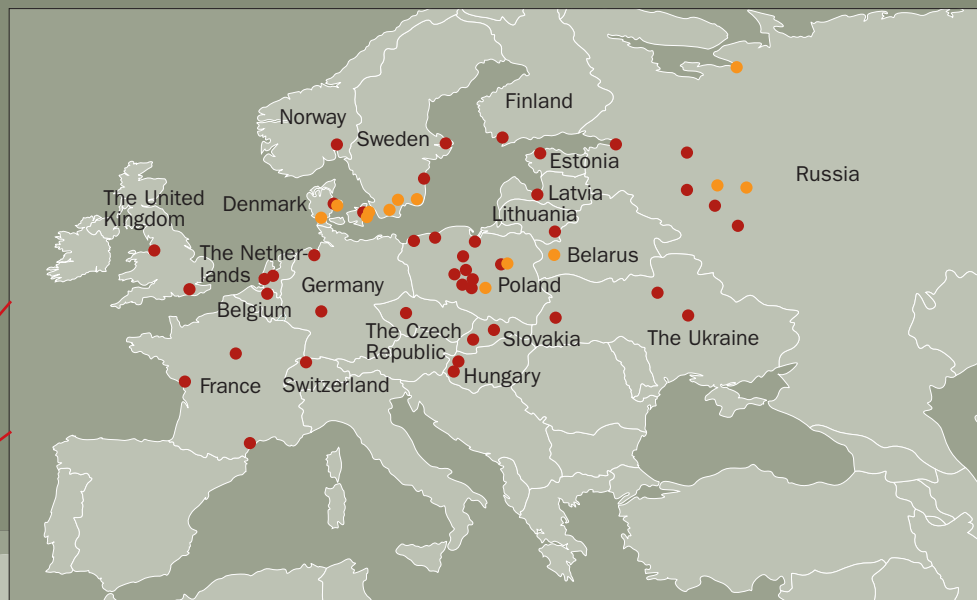 Finland
Norway
Sweden
Estonia
Russia
The United
Kingdom
Denmark
Latvia
Lithuania
The Nether-
lands
Belarus
Germany
Poland
Belgium
The Czech
Republic
Slovakia
The Ukraine
France
Switzerland
Hungary